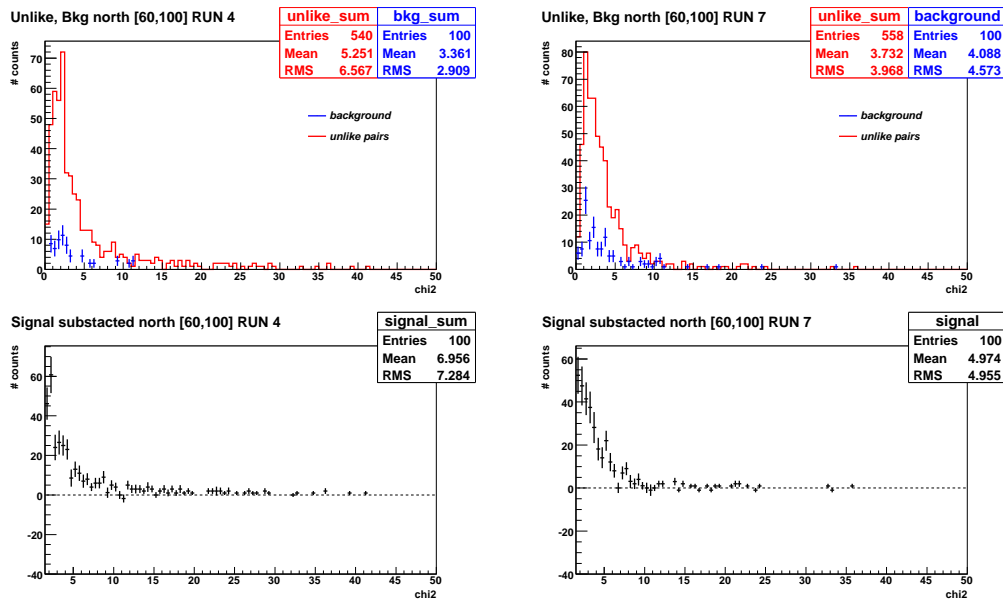 Unlike, Bkg north [60,100] RUN 4
unlike_sum bkg_sum
Entries 540 100
Mean 5.251 3.361
RMS 6.567 2.909
background
unlike pairs
# counts
70
60
50
40
30
20
10
0
0 5 10 15 20 25 30 35 40 45 50
chi2
Unlike, Bkg north [60,100] RUN 7
unlike_sum background
Entries 558 100
Mean 3.732 4.088
RMS 3.968 4.573
background
unlike pairs
# counts
80
70
60
50
40
30
20
10
0
0 5 10 15 20 25 30 35 40 45 50
chi2
Signal substacted north [60,100] RUN 4
signal_sum
Entries 100
Mean 6.956
RMS 7.284
# counts
60
40
20
0
-20
-40
5 10 15 20 25 30 35 40 45 50
chi2
Signal substacted north [60,100] RUN 7
signal
Entries 100
Mean 4.974
RMS 4.955
# counts
60
40
20
0
-20
-40
5 10 15 20 25 30 35 40 45 50
chi2